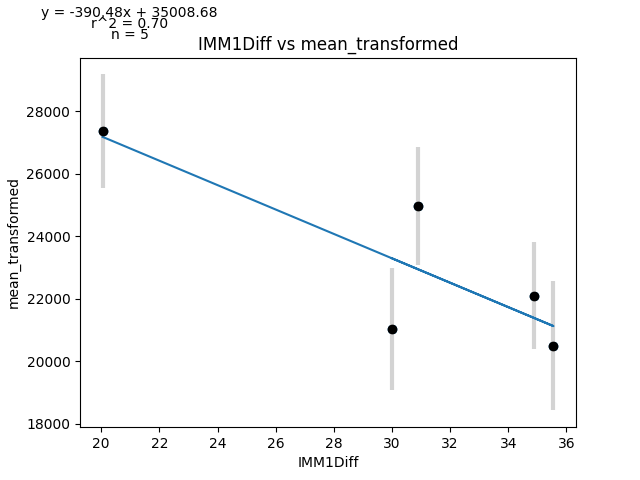 y = -390.48x + 35008.68
r^2 = 0.70
n = 5
IMM1Diff vs mean_transformed
28000
26000
24000
22000
20000
18000
mean_transformed
20 22 24 26 28 30 32 34 36
IMM1Diff